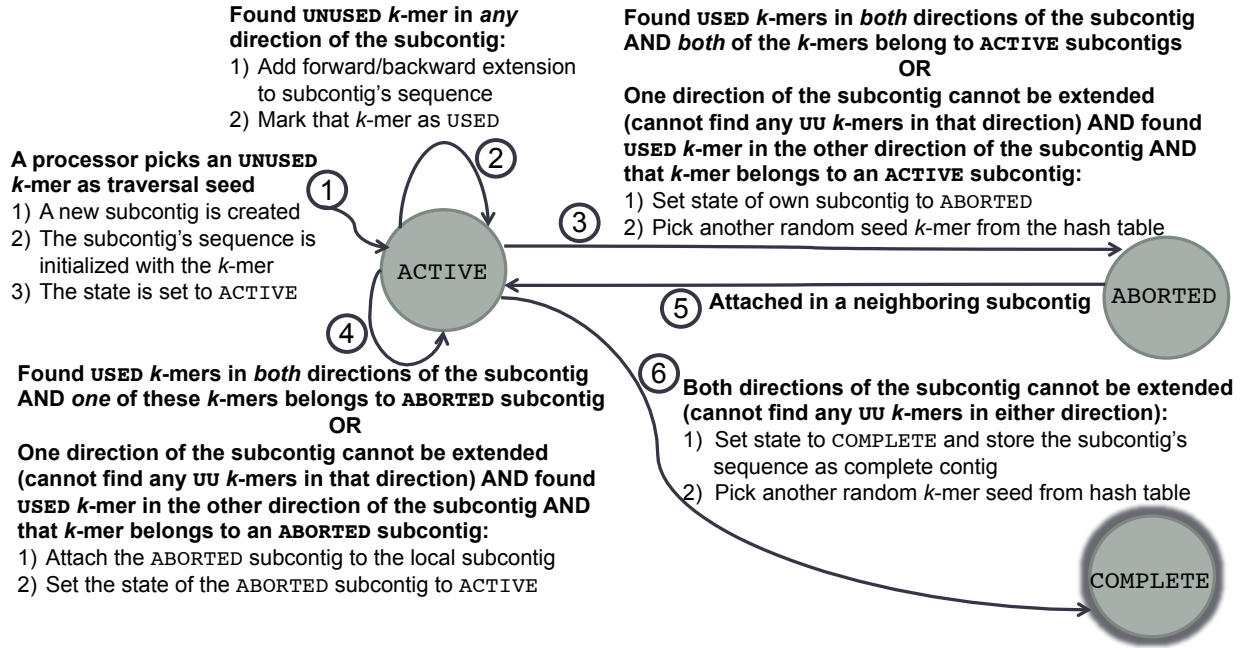 Found UNUSED k-mer in any
direction of the subcontig:
1) Add forward/backward extension
to subcontig's sequence
2) Mark that k-mer as USED
Found USED k-mers in both directions of the subcontig
AND both of the k-mers belong to ACTIVE subcontigs
OR
One direction of the subcontig cannot be extended
(cannot find any UU k-mers in that direction) AND found
USED k-mer in the other direction of the subcontig AND
that k-mer belongs to an ACTIVE subcontig:
1) Set state of own subcontig to ABORTED
2) Pick another random seed k-mer from the hash table
A processor picks an UNUSED
k-mer as traversal seed
1) A new subcontig is created
2) The subcontig's sequence is
initialized with the k-mer
3) The state is set to ACTIVE
1
2
3
ACTIVE
ABORTED
5 Attached in a neighboring subcontig
4
Found USED k-mers in both directions of the subcontig
AND one of these k-mers belongs to ABORTED subcontig
OR
One direction of the subcontig cannot be extended
(cannot find any UU k-mers in that direction) AND found
USED k-mer in the other direction of the subcontig AND
that k-mer belongs to an ABORTED subcontig:
1) Attach the ABORTED subcontig to the local subcontig
2) Set the state of the ABORTED subcontig to ACTIVE
6
Both directions of the subcontig cannot be extended
(cannot find any UU k-mers in either direction):
1) Set state to COMPLETE and store the subcontig's
sequence as complete contig
2) Pick another random k-mer seed from hash table
COMPLETE